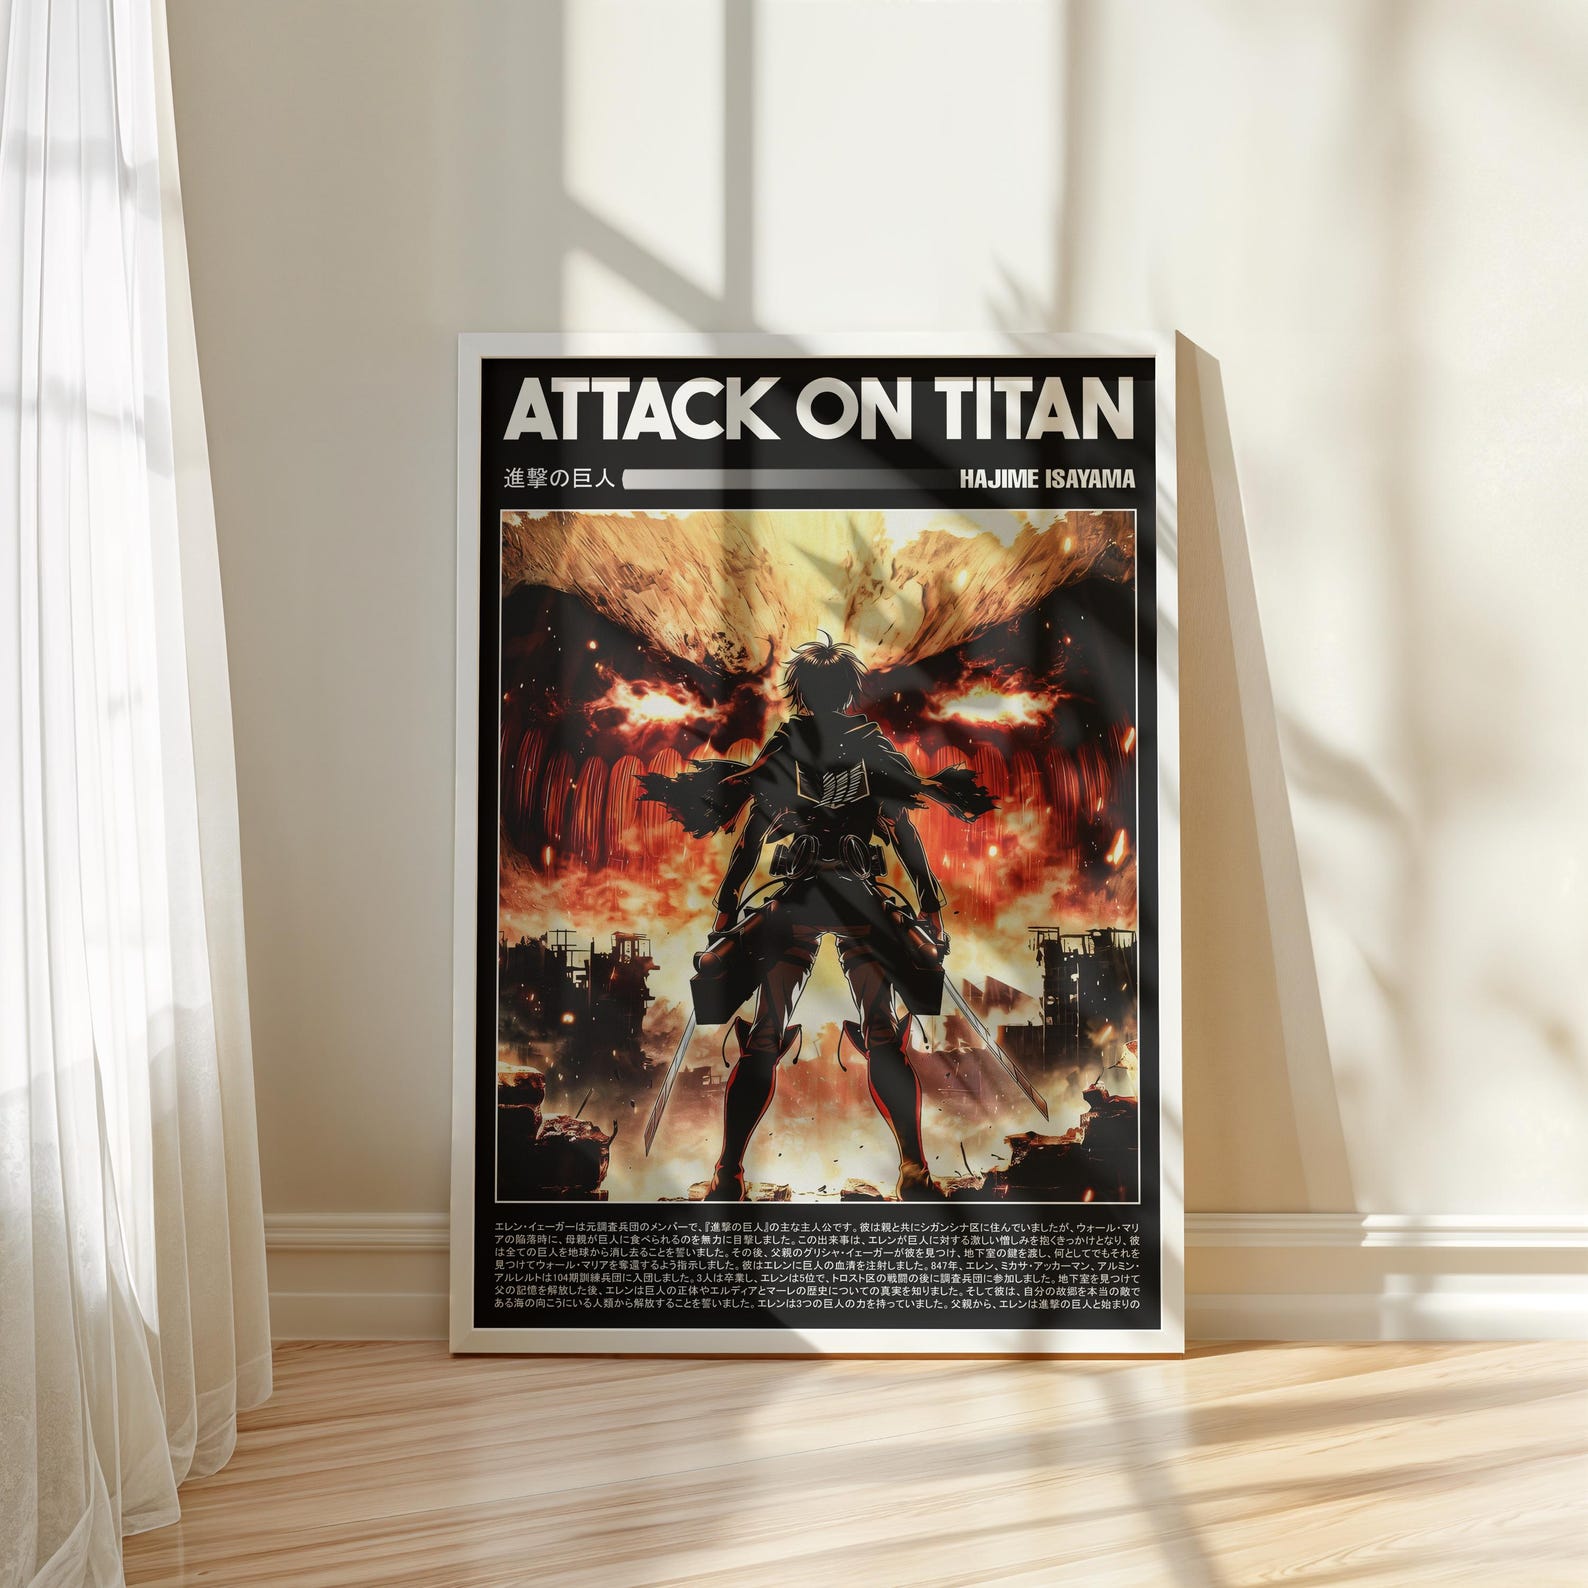 ATTACK ON TITAN
進撃の巨人
HAJIME ISAYAMA
エレン・イェーガーは元調査兵団のメンバーで、『進撃の巨人』の主な主人公です。彼は親と共にシガンシナ区に住んでいましたが、ウォール・マリ
アの陥落時に、母親が巨人に食べられるのを無力に目撃しました。この出来事は、エレンが巨人に対する激しい憎しみを抱くきっかけとなり、彼
は全ての巨人を地球から消し去ることを誓いました。その後、父親のグリシャ・イェーガーが彼を見つけ、地下室の鍵を渡し、何としてでもそれを
見つけてウォール・マリアを奪還するよう指示しました。彼はエレンに巨人の血清を注射しました。847年、エレン、ミカサ・アッカーマン、アルミン・
アルレルトは104期訓練兵団に入団しました。3人は卒業し、エレンは5位で、トロスト区の戦闘の後に調査兵団に参加しました。地下室を見つけて
父の記憶を解放した後、エレンは巨人の正体やエルディアとマーレの歴史についての真実を知りました。そして彼は、自分の故郷を本当の敵で
ある海の向こうにいる人類から解放することを誓いました。エレンは3つの巨人の力を持っていました。父親から、エレンは進撃の巨人と始まりの